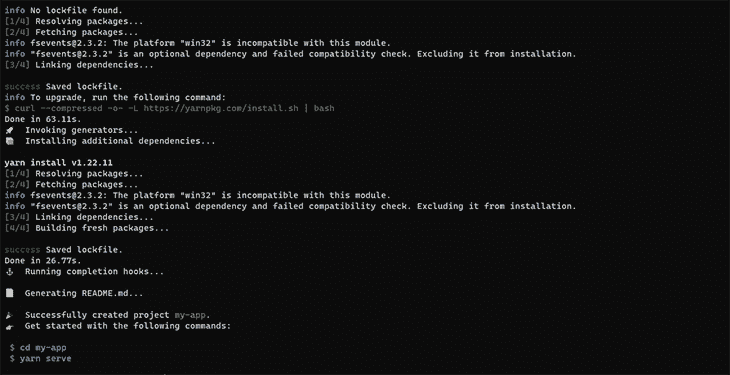 info No lockfile found.
[1/4] Resolving packages...
[2/4] Fetching packages...
info fsevents@2.3.2: The platform "win32" is incompatible with this module.
info "fsevents@2.3.2" is an optional dependency and failed compatibility check. Excluding it from installation.
[3/4] Linking dependencies...
success Saved lockfile.
info To upgrade, run the following command:
$ curl --compressed -o- -L https://yarnpkg.com/install.sh | bash
Done in 63.11s.
Invoking generators...
Installing additional dependencies...
yarn install v1.22.11
[1/4] Resolving packages...
[2/4] Fetching packages...
info fsevents@2.3.2: The platform "win32" is incompatible with this module.
info "fsevents@2.3.2" is an optional dependency and failed compatibility check. Excluding it from installation.
[3/4] Linking dependencies...
[4/4] Building fresh packages...
success Saved lockfile.
Done in 26.77s.
Running completion hooks...
Generating README.md...
Successfully created project my-app.
Get started with the following commands:
$ cd my-app
$ yarn serve